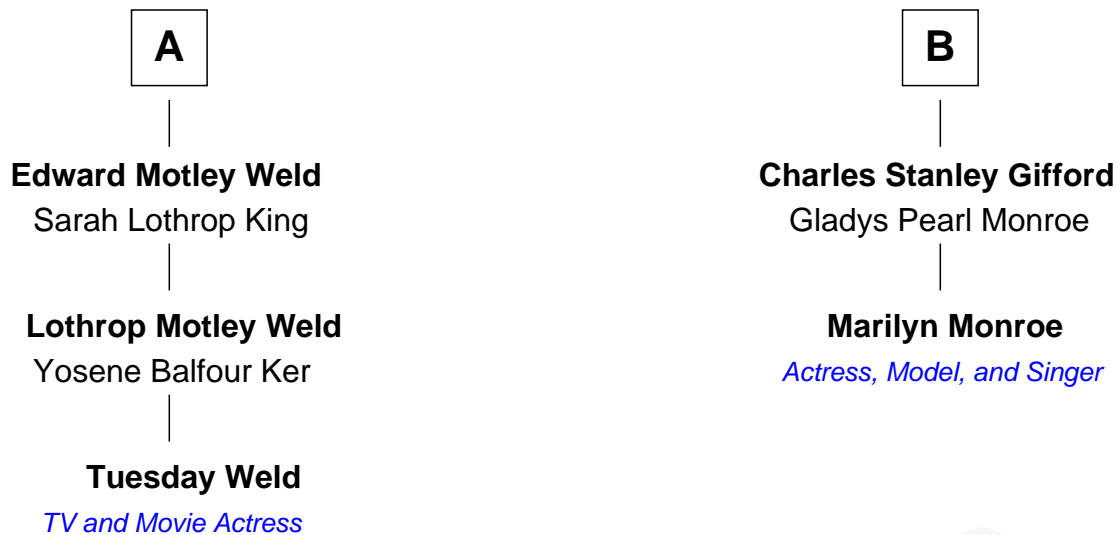 A
Edward Motley Weld
Sarah Lothrop King
Lothrop Motley Weld
Yosene Balfour Ker
Tuesday Weld
TV and Movie Actress
B
Charles Stanley Gifford
Gladys Pearl Monroe
Marilyn Monroe
Actress, Model, and Singer